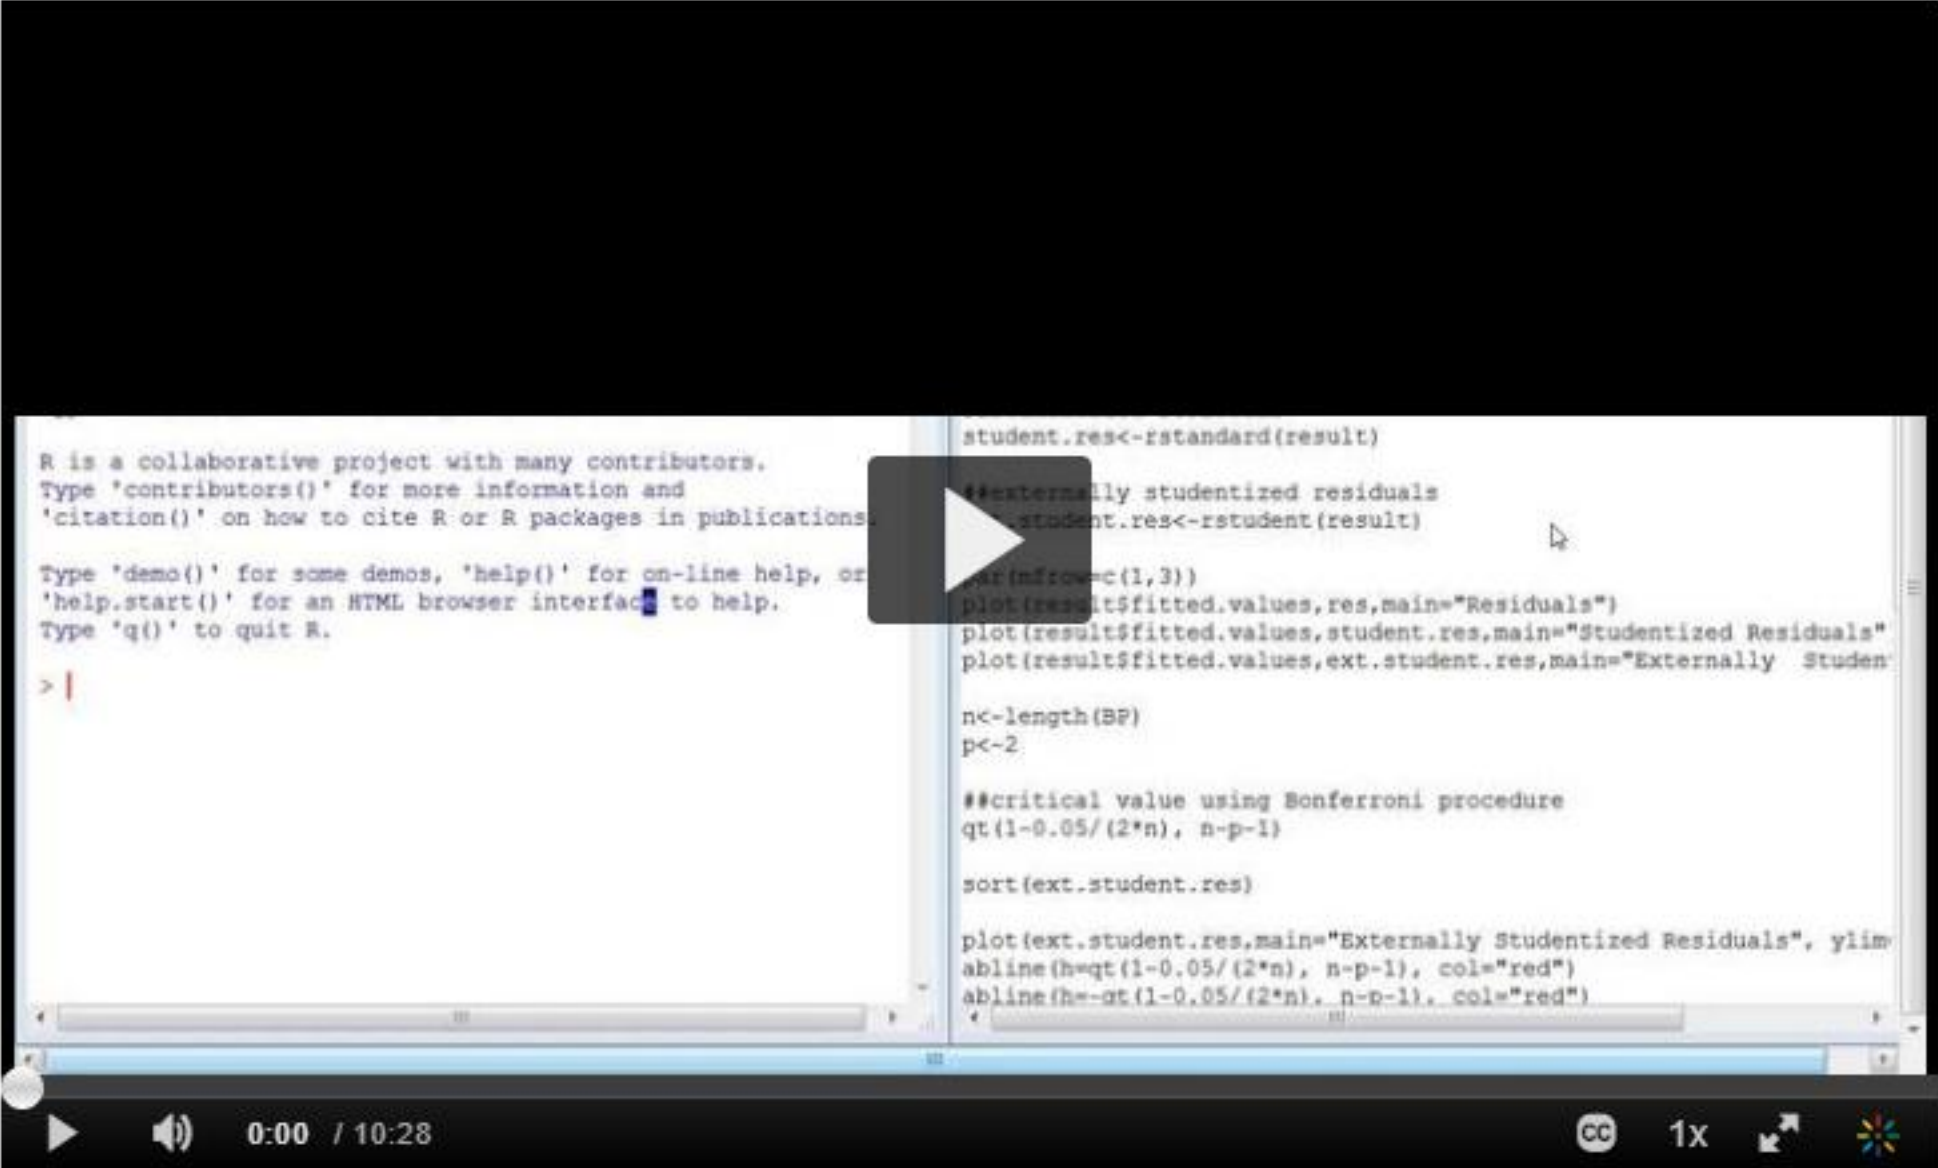 R is a collaborative project with many contributors.
Type 'contributors()' for more information and
'citation()' on how to cite R or R packages in publications.
Type 'demo()' for some demos, 'help()' for on-line help, or
'help.start()' for an HTML browser interface to help.
Type 'q()' to quit R.
>
student.res<-rstandard(result)
##externally studentized residuals
student.res<-rstudent(result)
par(mfrow=c(1,3))
plot(result$fitted.values,res,main="Residuals")
plot(result$fitted.values,student.res,main="Studentized Residuals"
plot(result$fitted.values,ext.student.res,main="Externally  Studen
n<-length(BP)
p<-2
##critical value using Bonferroni procedure
qt(1-0.05/(2*n), n-p-1)
sort(ext.student.res)
plot(ext.student.res,main="Externally Studentized Residuals", ylim
abline(h=qt(1-0.05/(2*n), n-p-1), col="red")
abline(h=-qt(1-0.05/(2*n), n-p-1), col="red")
0:00 / 10:28
CC
1x